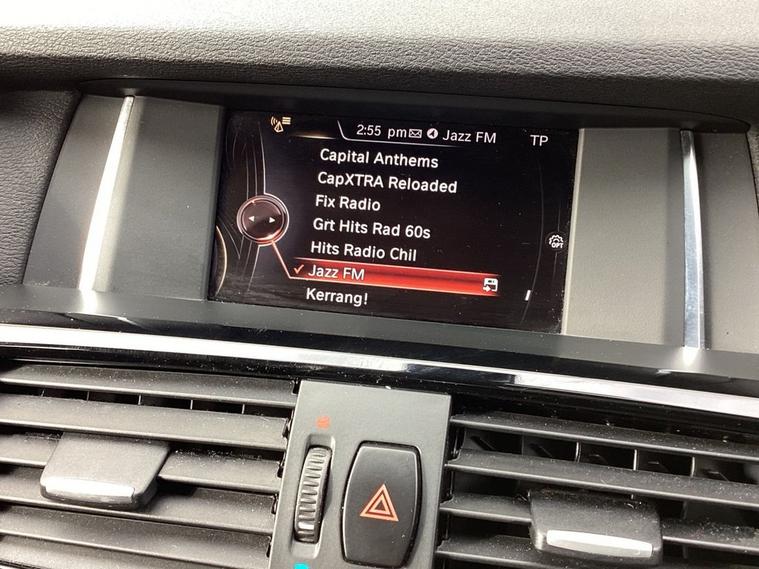 2:55 pm Jazz FM TP
Capital Anthems
CapXTRA Reloaded
Fix Radio
Grt Hits Rad 60s
Hits Radio Chil
Jazz FM
Kerrang!
OPT